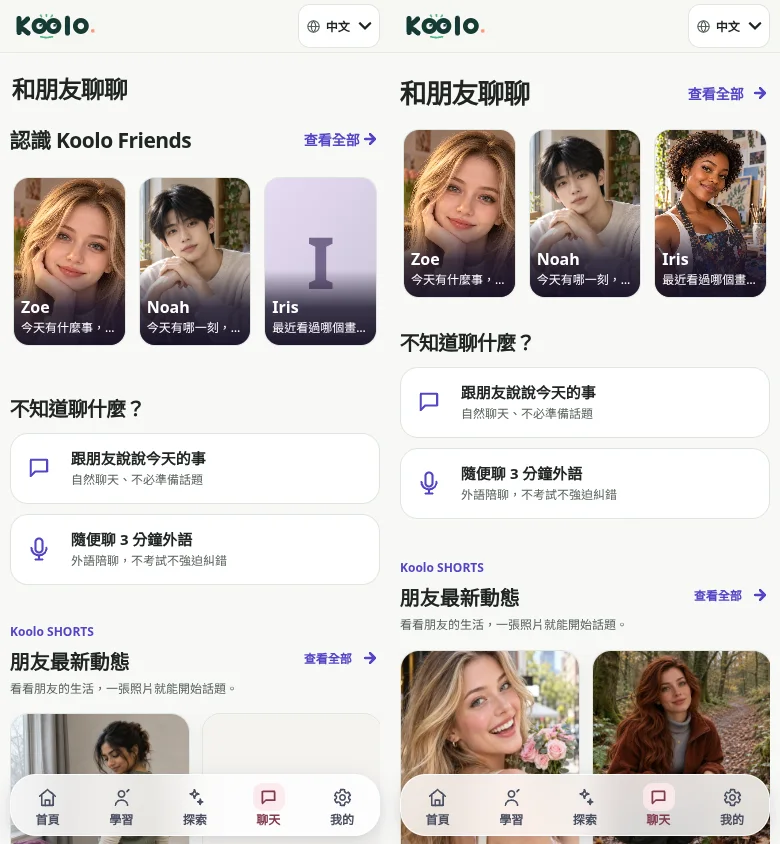 Koolo.
中文
和朋友聊聊
認識 Koolo Friends
查看全部
I
Zoe
今天有什麼事，...
Noah
今天有哪一刻，...
Iris
最近看過哪個畫...
不知道聊什麼？
跟朋友說說今天的事
自然聊天、不必準備話題
隨便聊 3 分鐘外語
外語陪聊，不考試不強迫糾錯
Koolo SHORTS
朋友最新動態
查看全部
看看朋友的生活，一張照片就能開始話題。
首頁
學習
探索
聊天
我的
Koolo.
中文
和朋友聊聊
查看全部
Zoe
今天有什麼事，...
Noah
今天有哪一刻，...
Iris
最近看過哪個畫...
不知道聊什麼？
跟朋友說說今天的事
自然聊天、不必準備話題
隨便聊 3 分鐘外語
外語陪聊，不考試不強迫糾錯
Koolo SHORTS
朋友最新動態
查看全部
看看朋友的生活，一張照片就能開始話題。
首頁
學習
探索
聊天
我的